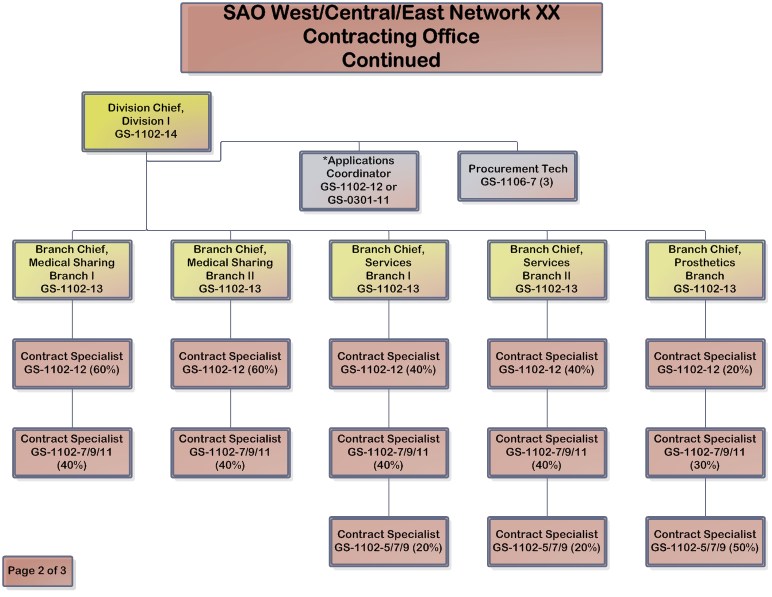 SAO West/Central/East Network XX
Contracting Office
Continued
Division Chief,
Division I
GS-1102-14
*Applications
Coordinator
GS-1102-12 or
GS-0301-11
Procurement Tech
GS-1106-7 (3)
Branch Chief,
Medical Sharing
Branch I
GS-1102-13
Branch Chief,
Medical Sharing
Branch II
GS-1102-13
Branch Chief,
Services
Branch I
GS-1102-13
Branch Chief,
Services
Branch II
GS-1102-13
Branch Chief,
Prosthetics
Branch
GS-1102-13
Contract Specialist
GS-1102-12 (60%)
Contract Specialist
GS-1102-12 (60%)
Contract Specialist
GS-1102-12 (40%)
Contract Specialist
GS-1102-12 (40%)
Contract Specialist
GS-1102-12 (20%)
Contract Specialist
GS-1102-7/9/11
(40%)
Contract Specialist
GS-1102-7/9/11
(40%)
Contract Specialist
GS-1102-7/9/11
(40%)
Contract Specialist
GS-1102-7/9/11
(40%)
Contract Specialist
GS-1102-7/9/11
(30%)
Contract Specialist
GS-1102-5/7/9 (20%)
Contract Specialist
GS-1102-5/7/9 (20%)
Contract Specialist
GS-1102-5/7/9 (50%)
Page 2 of 3